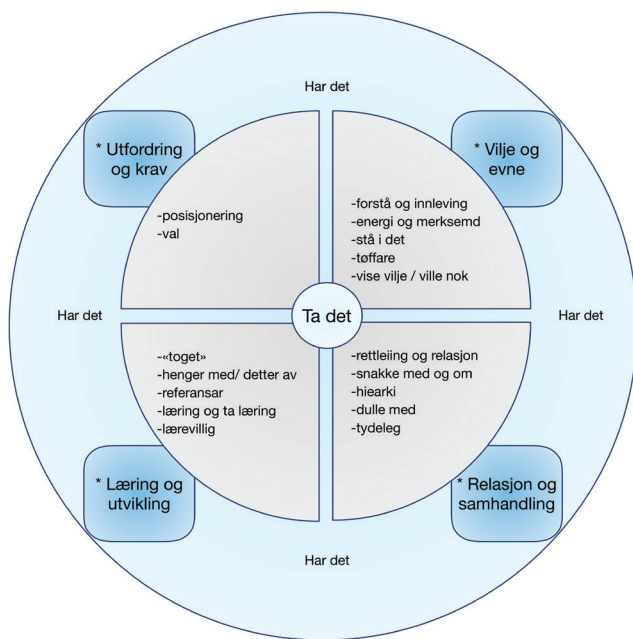 Har det
* Utfordring
og krav
* Vilje og
evne
-posisjonering
-val
-forstå og innleving
-energi og merksemd
-stå i det
-tøffare
-vise vilje / ville nok
Har det
Ta det
Har det
-«toget»
-henger med/ detter av
-referansar
-læring og ta læring
-lærevillig
-rettleiing og relasjon
-snakke med og om
-hiearki
-dulle med
-tydeleg
* Læring og
utvikling
* Relasjon og
samhandling
Har det